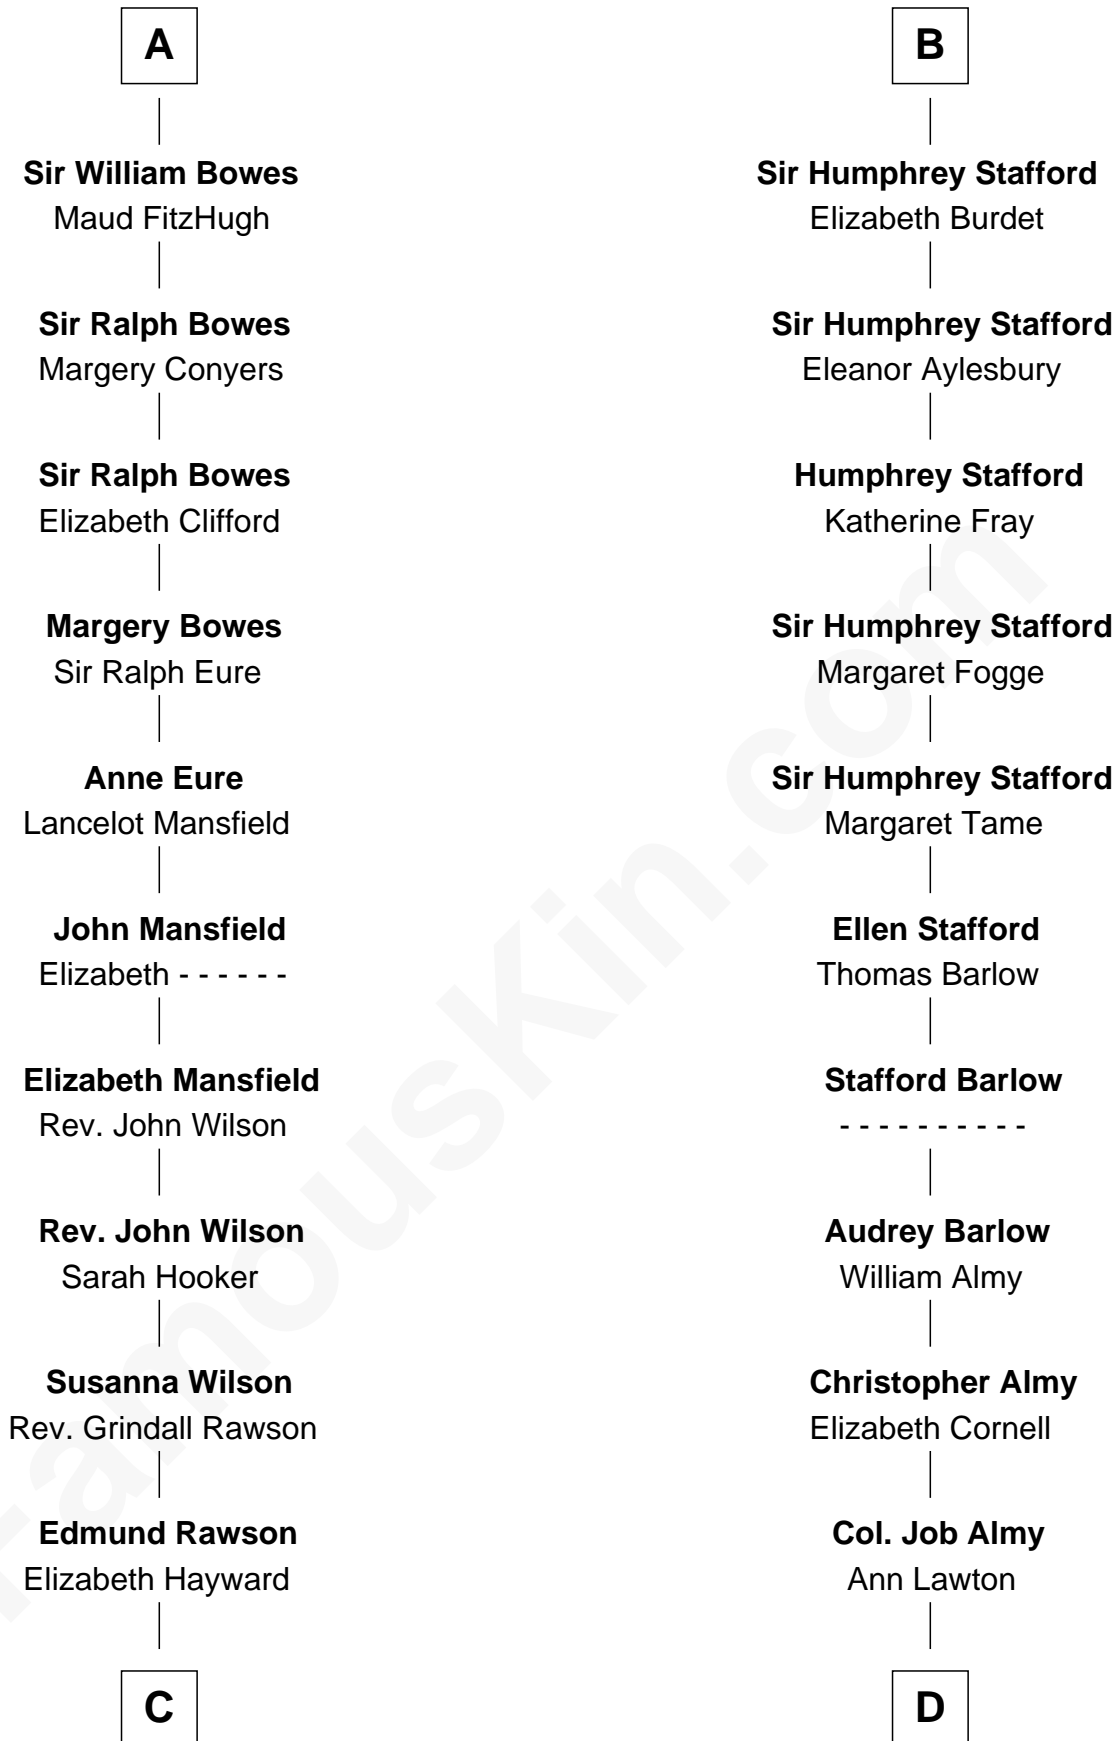 A
Sir William Bowes
Maud FitzHugh
Sir Ralph Bowes
Margery Conyers
Sir Ralph Bowes
Elizabeth Clifford
Margery Bowes
Sir Ralph Eure
Anne Eure
Lancelot Mansfield
John Mansfield
Elizabeth - - - - - -
Elizabeth Mansfield
Rev. John Wilson
Rev. John Wilson
Sarah Hooker
Susanna Wilson
Rev. Grindall Rawson
Edmund Rawson
Elizabeth Hayward
C
B
Sir Humphrey Stafford
Elizabeth Burdet
Sir Humphrey Stafford
Eleanor Aylesbury
Humphrey Stafford
Katherine Fray
Sir Humphrey Stafford
Margaret Fogge
Sir Humphrey Stafford
Margaret Tame
Ellen Stafford
Thomas Barlow
Stafford Barlow
- - - - - - - - - -
Audrey Barlow
William Almy
Christopher Almy
Elizabeth Cornell
Col. Job Almy
Ann Lawton
D
FamousKin.com